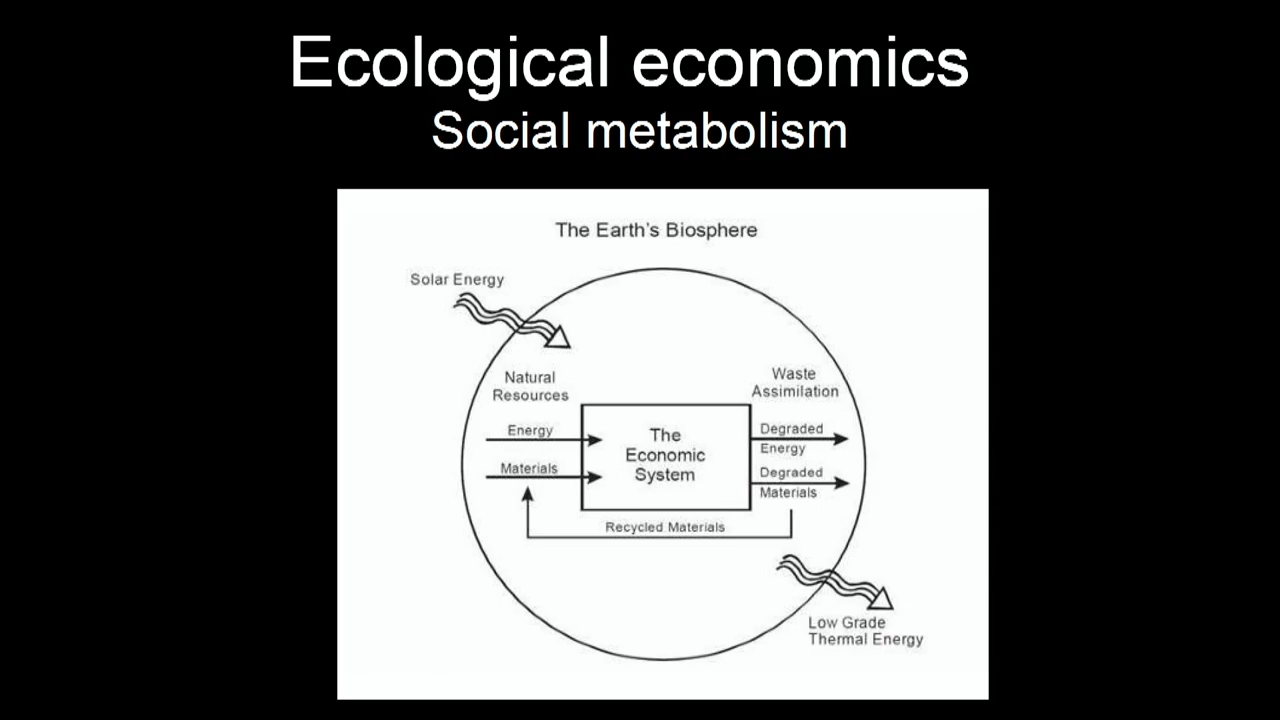 Ecological economics
Social metabolism
The Earth's Biosphere
Solar Energy
Natural
Resources
Energy
Materials
The
Economic
System
Waste
Assimilation
Degraded
Energy
Degraded
Materials
Recycled Materials
Low Grade
Thermal Energy